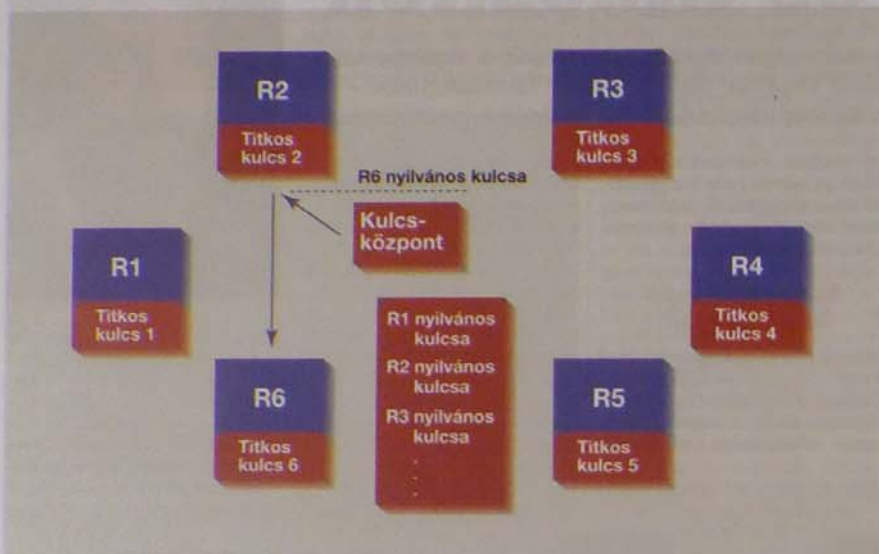 R2
Titkos
kulcs 2
R3
Titkos
kulcs 3
R6 nyilvános kulcsa
Kulcs-
központ
R1
Titkos
kulcs 1
R4
Titkos
kulcs 4
R1 nyilvános
kulcsa
R2 nyilvános
kulcsa
R3 nyilvános
kulcsa
.
.
.
R6
Titkos
kulcs 6
R5
Titkos
kulcs 5